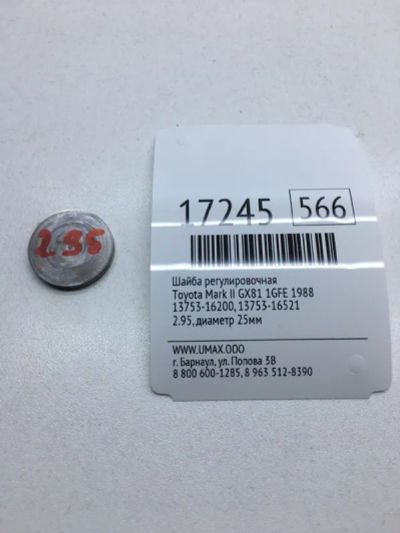 2.95
17245 566
Шайба регулировочная
Toyota Mark II GX81 1GFE 1988
13753-16200, 13753-16521
2.95, диаметр 25мм
WWW.UMAX.OOO
г. Барнаул, ул. Попова 3В
8 800 600-1285, 8 963 512-8390